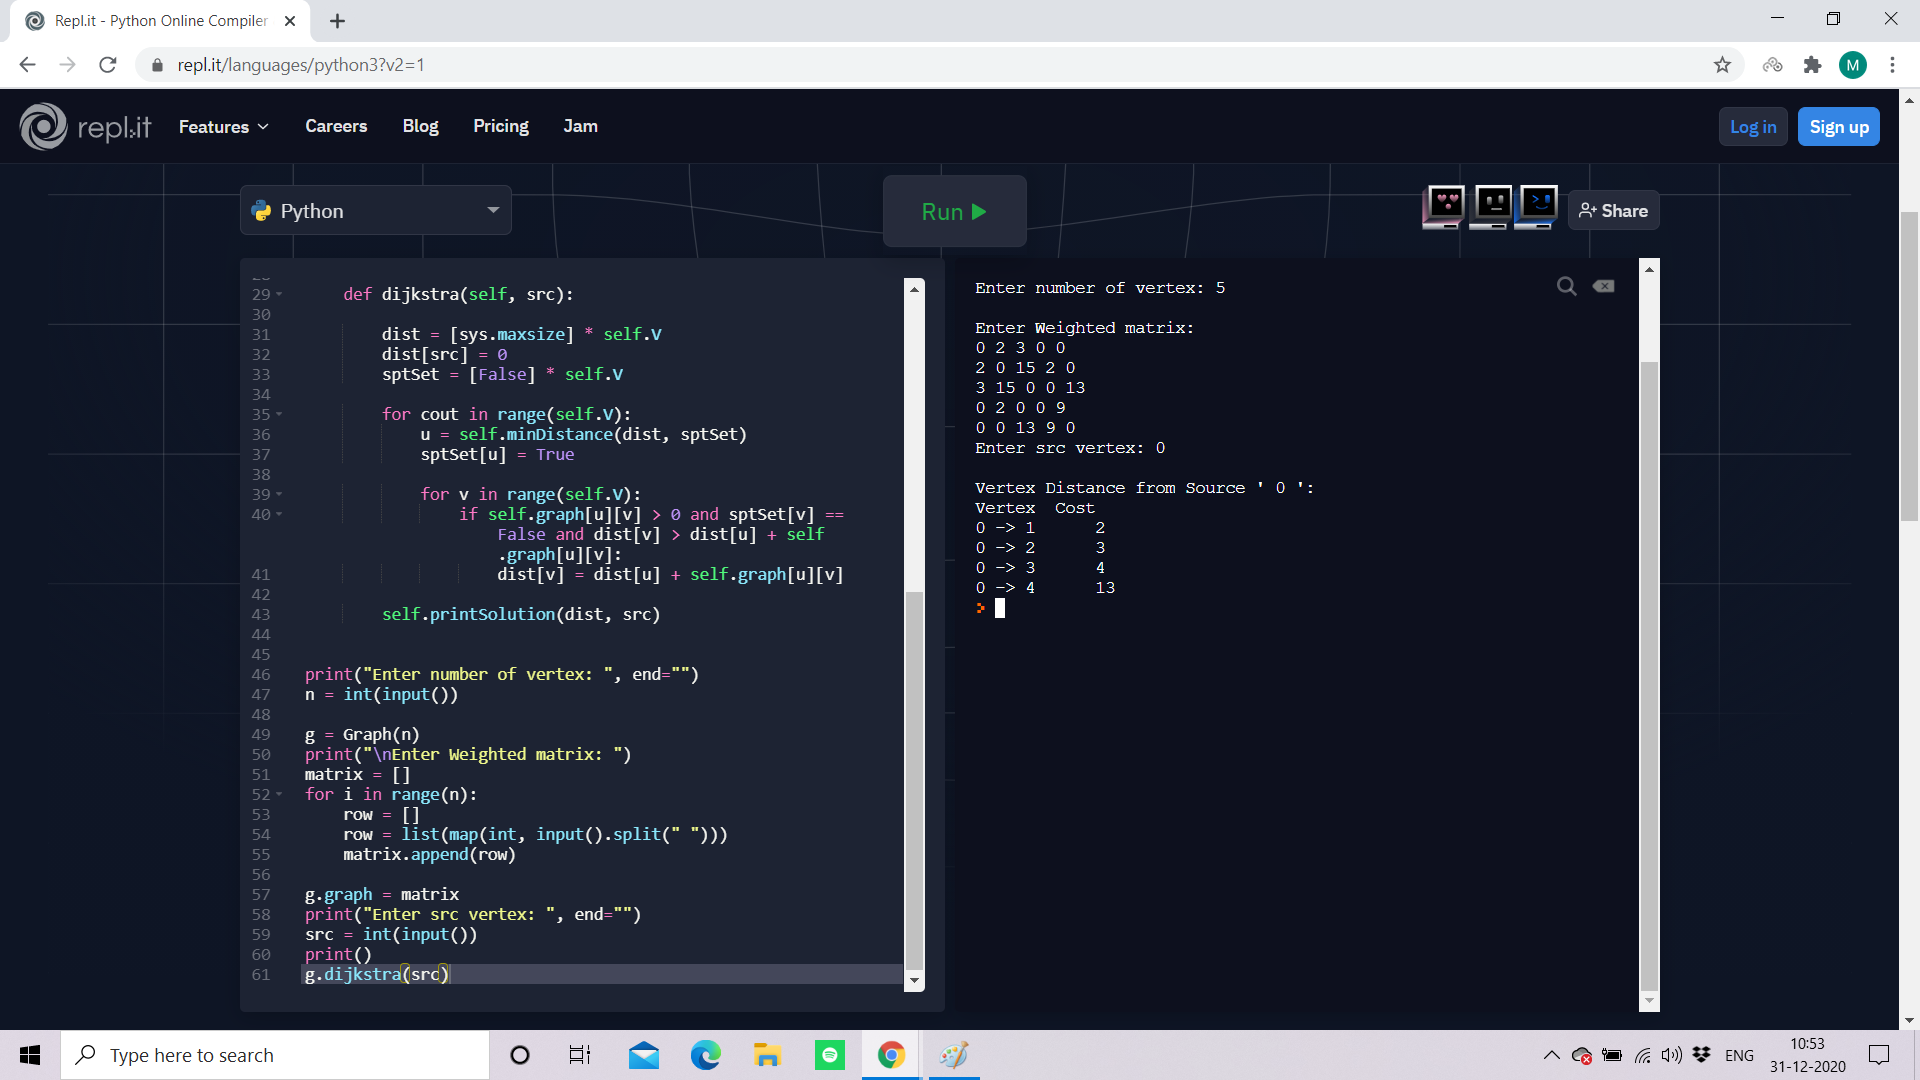 Repl.it - Python Online Compiler
repl.it/languages/python3?v2=1
M
repl.it
Features
Careers
Blog
Pricing
Jam
Log in
Sign up
Python
Run
Share
29 def dijkstra(self, src):
30
31 dist = [sys.maxsize] * self.V
32 dist[src] = 0
33 sptSet = [False] * self.V
34
35 for cout in range(self.V):
36 u = self.minDistance(dist, sptSet)
37 sptSet[u] = True
38
39 for v in range(self.V):
40 if self.graph[u][v] > 0 and sptSet[v] ==
False and dist[v] > dist[u] + self
.graph[u][v]:
41 dist[v] = dist[u] + self.graph[u][v]
42
43 self.printSolution(dist, src)
44
45
46 print("Enter number of vertex: ", end="")
47 n = int(input())
48
49 g = Graph(n)
50 print("\nEnter Weighted matrix: ")
51 matrix = []
52 for i in range(n):
53 row = []
54 row = list(map(int, input().split(" ")))
55 matrix.append(row)
56
57 g.graph = matrix
58 print("Enter src vertex: ", end="")
59 src = int(input())
60 print()
61 g.dijkstra(src)
Enter number of vertex: 5
Enter Weighted matrix:
0 2 3 0 0
2 0 15 2 0
3 15 0 0 13
0 2 0 0 9
0 0 13 9 0
Enter src vertex: 0
Vertex Distance from Source ' 0 ':
Vertex Cost
0 -> 1 2
0 -> 2 3
0 -> 3 4
0 -> 4 13
>
Type here to search
ENG
10:53
31-12-2020